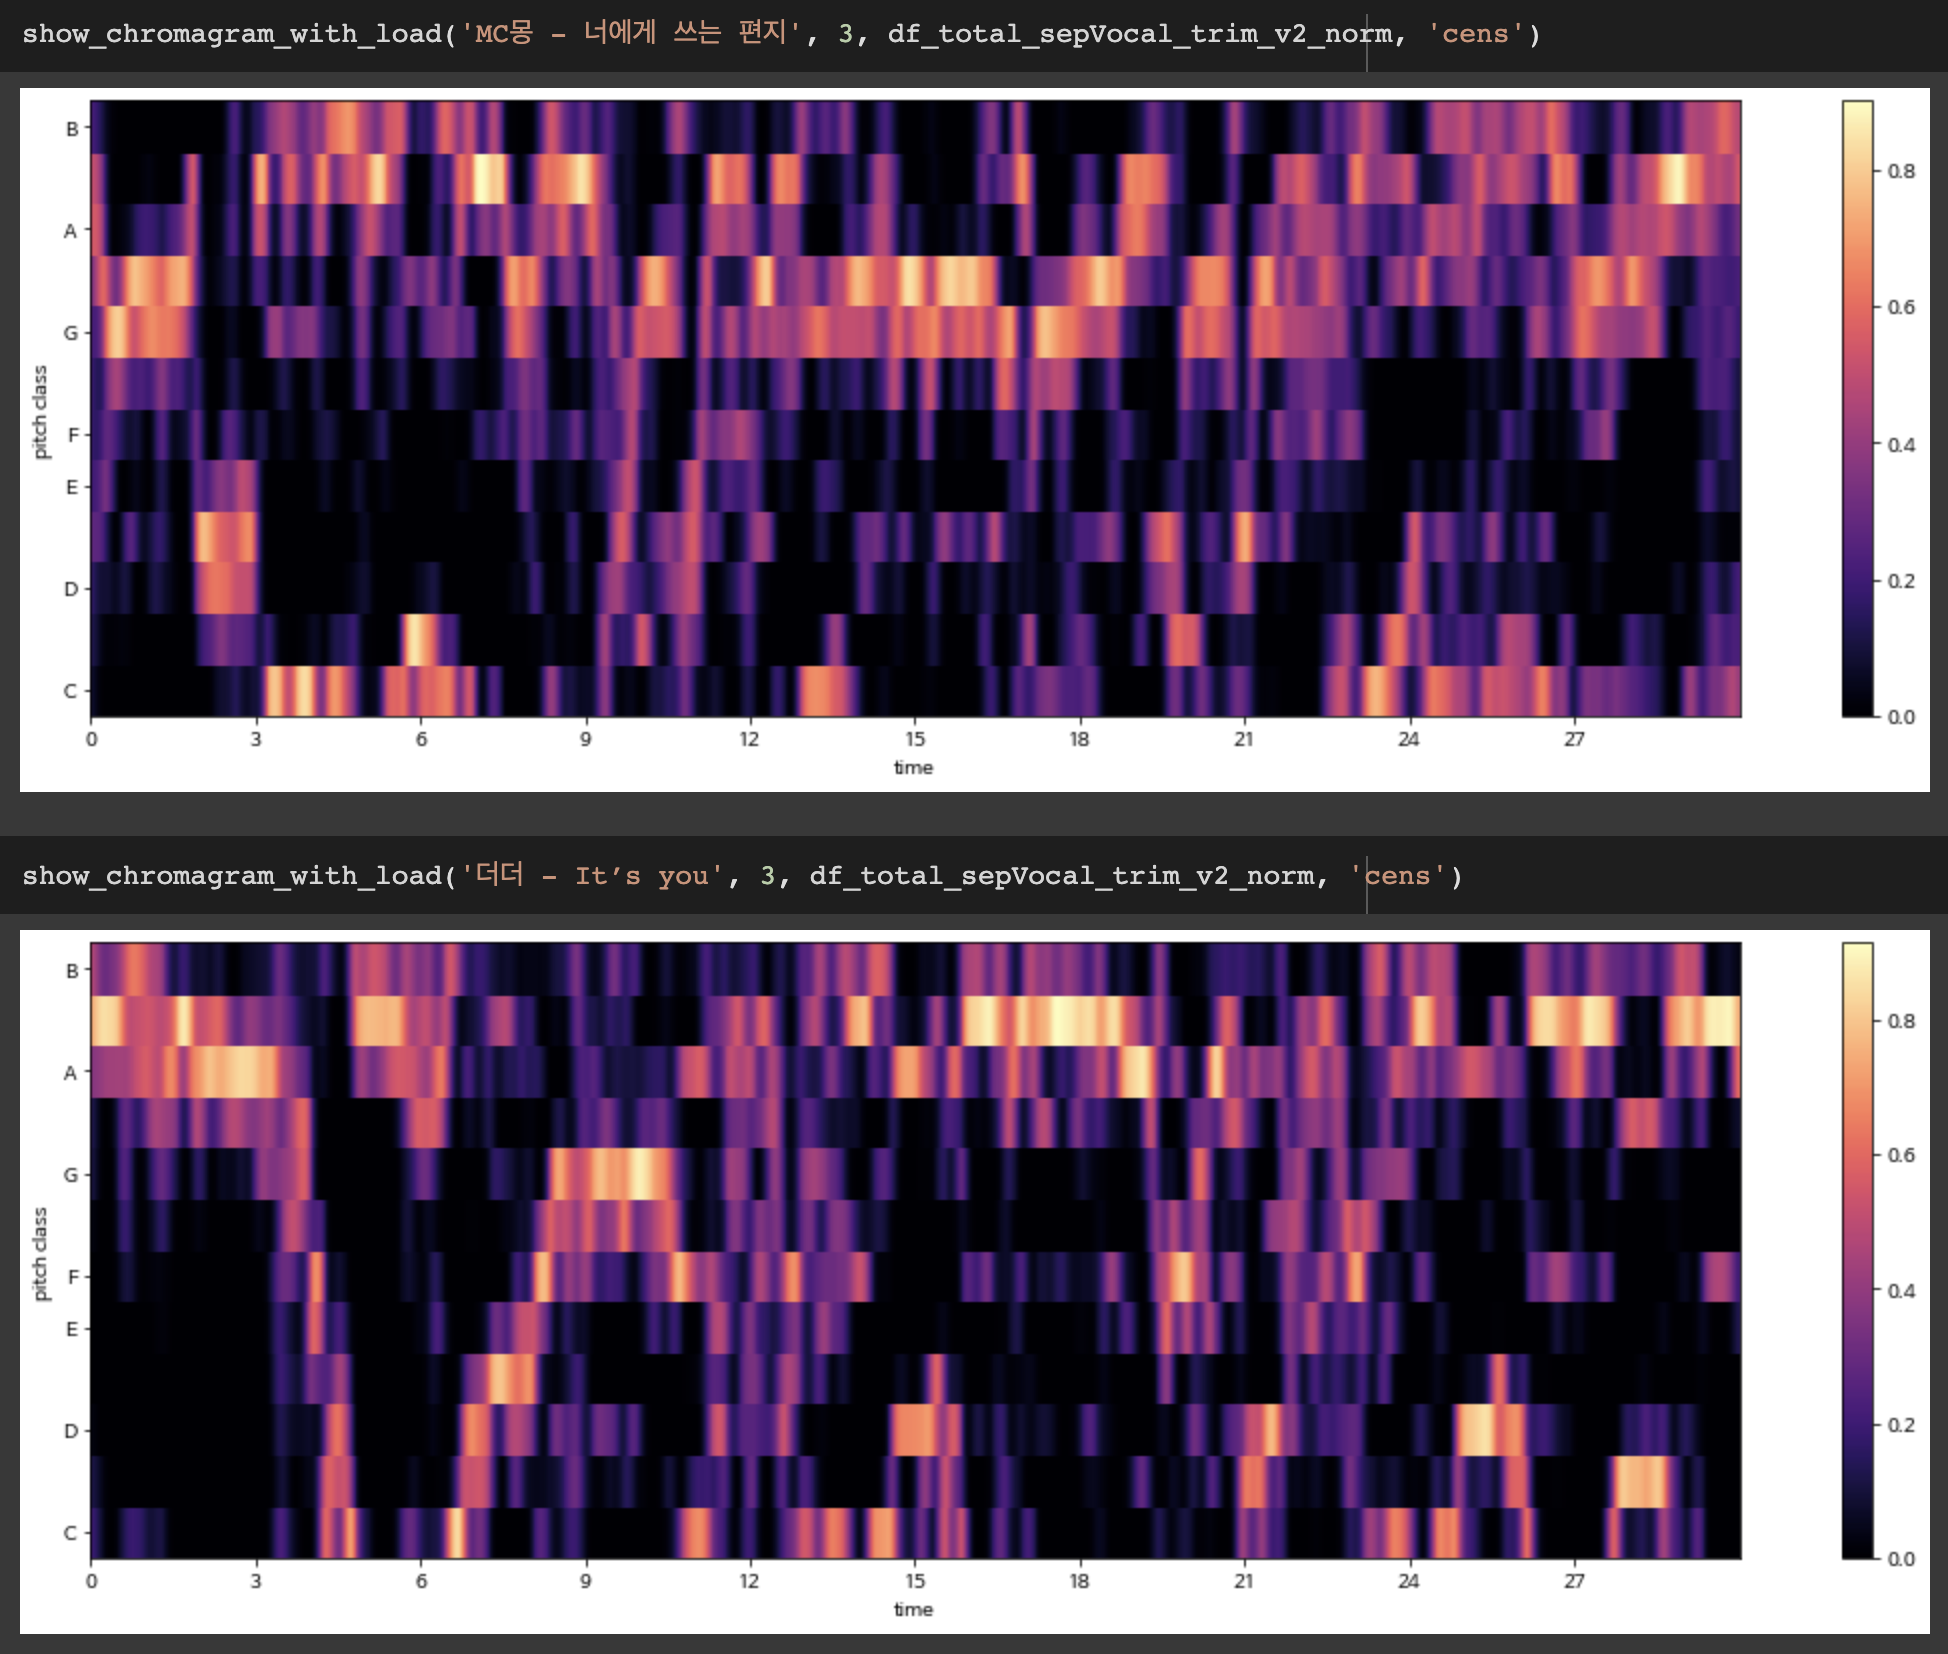 show_chromagram_with_load('MC몽 – 너에게 쓰는 편지', 3, df_total_sepVocal_trim_v2_norm, 'cens')
B
A
G
F
E
D
C
pitch class
0 3 6 9 12 15 18 21 24 27
time
0.8
0.6
0.4
0.2
0.0
show_chromagram_with_load('더더 – It’s you', 3, df_total_sepVocal_trim_v2_norm, 'cens')
B
A
G
F
E
D
C
pitch class
0 3 6 9 12 15 18 21 24 27
time
0.8
0.6
0.4
0.2
0.0